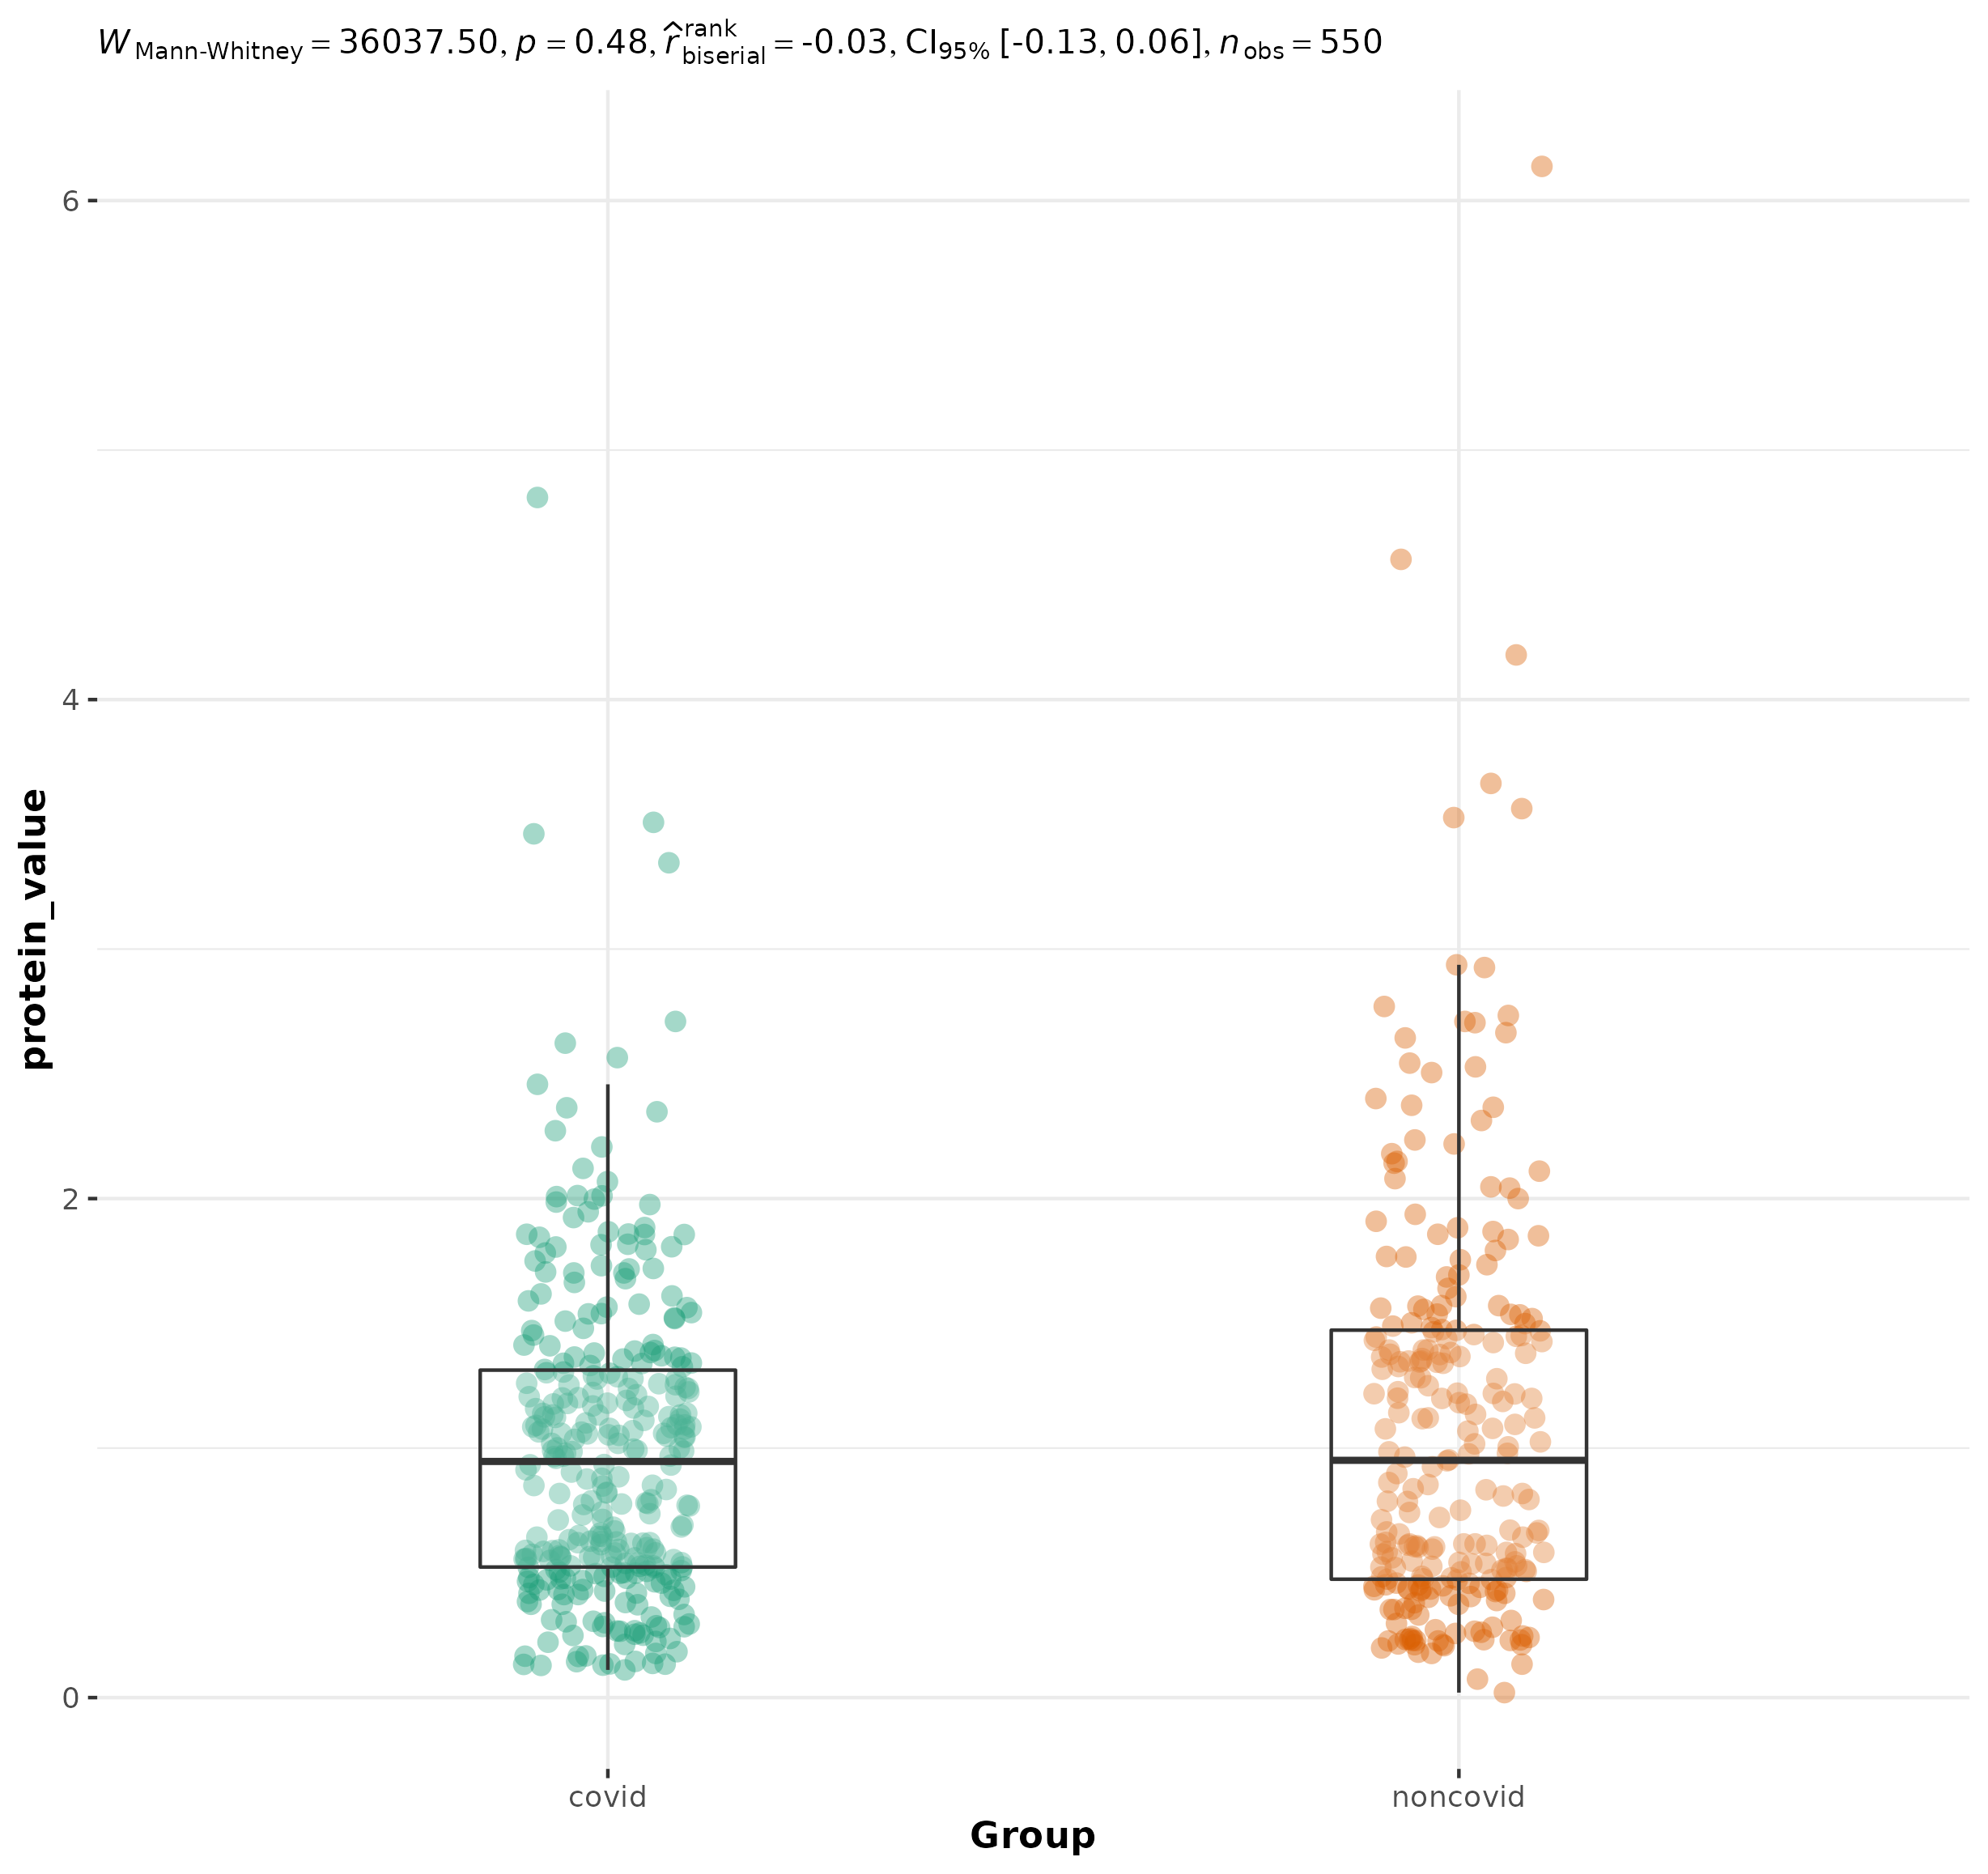 W Mann-Whitney = 36037.50, p = 0.48, r̂ rank biserial = -0.03, CI95% [-0.13, 0.06], n obs = 550
6
4
2
0
protein_value
covid noncovid
Group